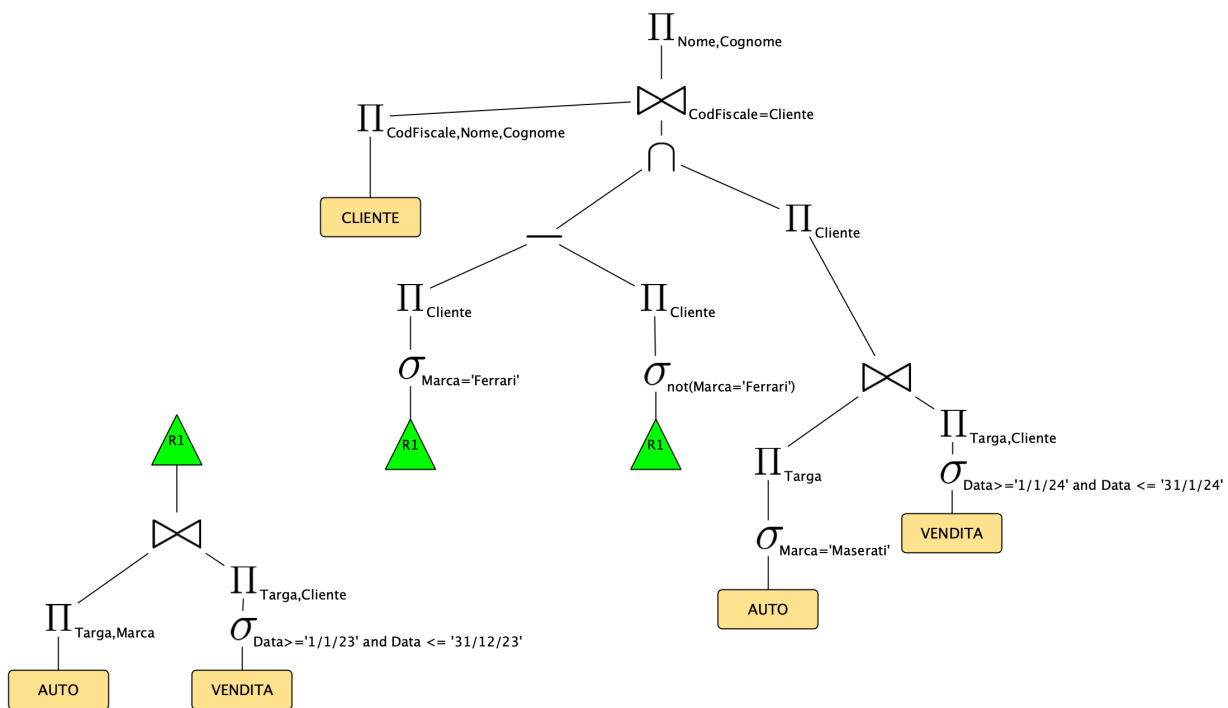 Π Nome,Cognome
⋈ CodFiscale=Cliente
Π CodFiscale,Nome,Cognome
∩
CLIENTE
Π Cliente
—
Π Cliente
Π Cliente
σ Marca='Ferrari'
σ not(Marca='Ferrari')
⋈
R1
R1
R1
Π Targa,Cliente
Π Targa
σ Data>='1/1/24' and Data <= '31/1/24'
⋈
VENDITA
σ Marca='Maserati'
Π Targa,Cliente
AUTO
Π Targa,Marca
σ Data>='1/1/23' and Data <= '31/12/23'
AUTO
VENDITA